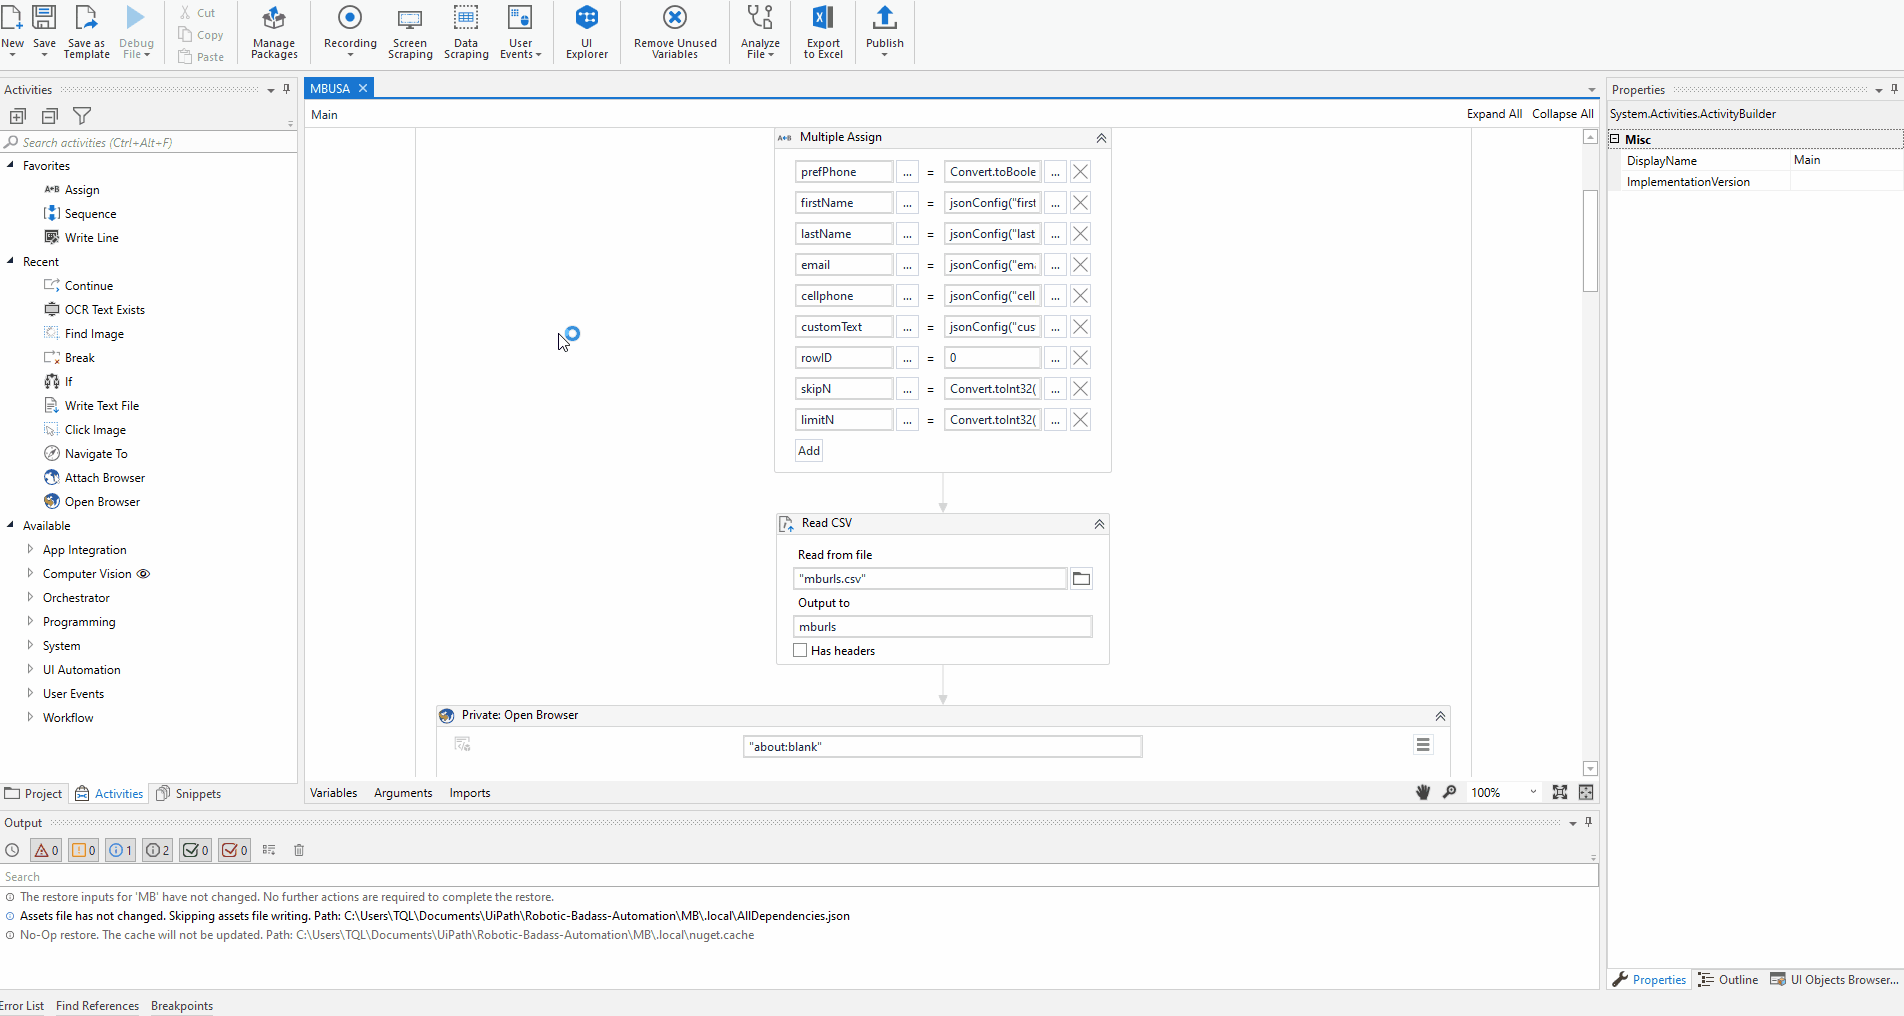 New
Save
Save as Template
Debug File
Cut
Copy
Paste
Manage Packages
Recording
Screen Scraping
Data Scraping
User Events
UI Explorer
Remove Unused Variables
Analyze File
Export to Excel
Publish
Activities
Search activities (Ctrl+Alt+F)
Favorites
Assign
Sequence
Write Line
Recent
Continue
OCR Text Exists
Find Image
Break
If
Write Text File
Click Image
Navigate To
Attach Browser
Open Browser
Available
App Integration
Computer Vision
Orchestrator
Programming
System
UI Automation
User Events
Workflow
Project
Activities
Snippets
MBUSA
Main
Expand All Collapse All
A+B Multiple Assign
prefPhone ... = Convert.toBoole ...
firstName ... = jsonConfig("first ...
lastName ... = jsonConfig("last ...
email ... = jsonConfig("em ...
cellphone ... = jsonConfig("cell ...
customText ... = jsonConfig("cus ...
rowID ... = 0 ...
skipN ... = Convert.toInt32( ...
limitN ... = Convert.toInt32( ...
Add
Read CSV
Read from file
"mburls.csv"
Output to
mburls
Has headers
Private: Open Browser
"about:blank"
Variables Arguments Imports
100%
Properties
System.Activities.ActivityBuilder
Misc
DisplayName Main
ImplementationVersion
Properties Outline UI Objects Browser...
Output
0 0 1 2 0 0
Search
The restore inputs for 'MB' have not changed. No further actions are required to complete the restore.
Assets file has not changed. Skipping assets file writing. Path: C:\Users\TQL\Documents\UiPath\Robotic-Badass-Automation\MB\.local\AllDependencies.json
No-Op restore. The cache will not be updated. Path: C:\Users\TQL\Documents\UiPath\Robotic-Badass-Automation\MB\.local\nuget.cache
Error List Find References Breakpoints